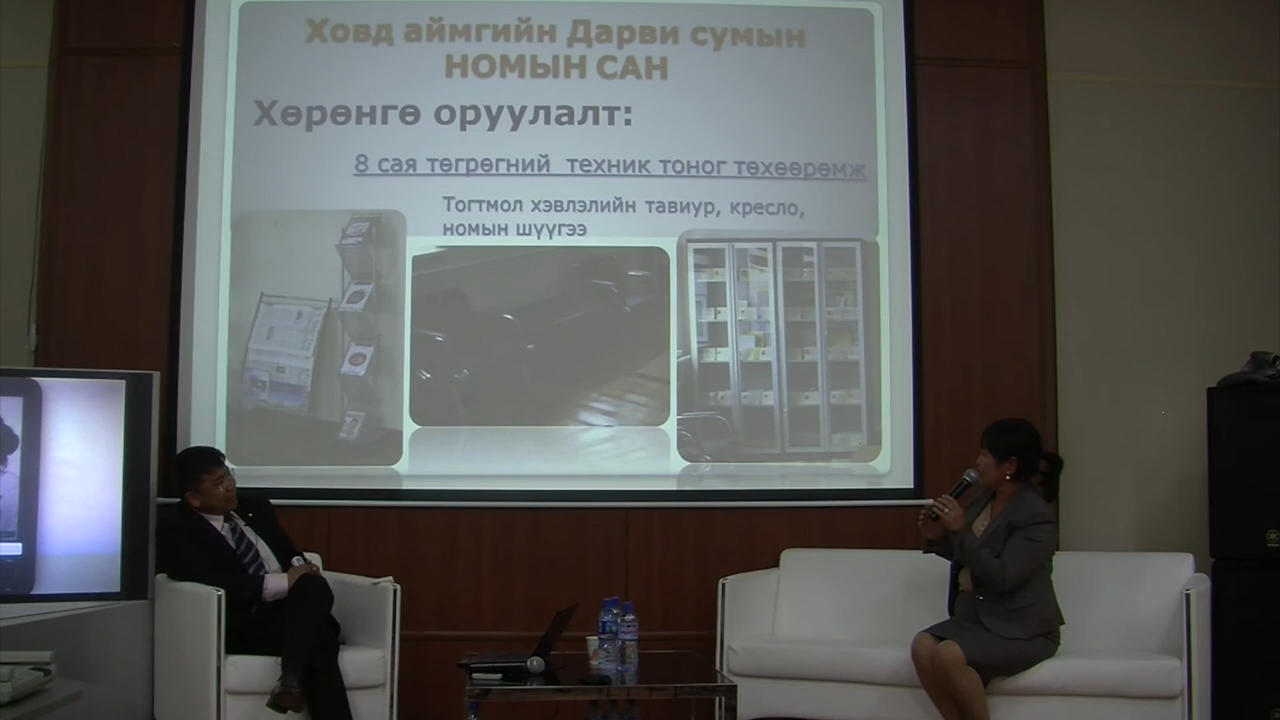 Ховд аймгийн Дарви сумын
НОМЫН САН
Хөрөнгө оруулалт:
8 сая төгрөгний техник тоног төхөөрөмж
Тогтмол хэвлэлийн тавиур, кресло,
номын шүүгээ